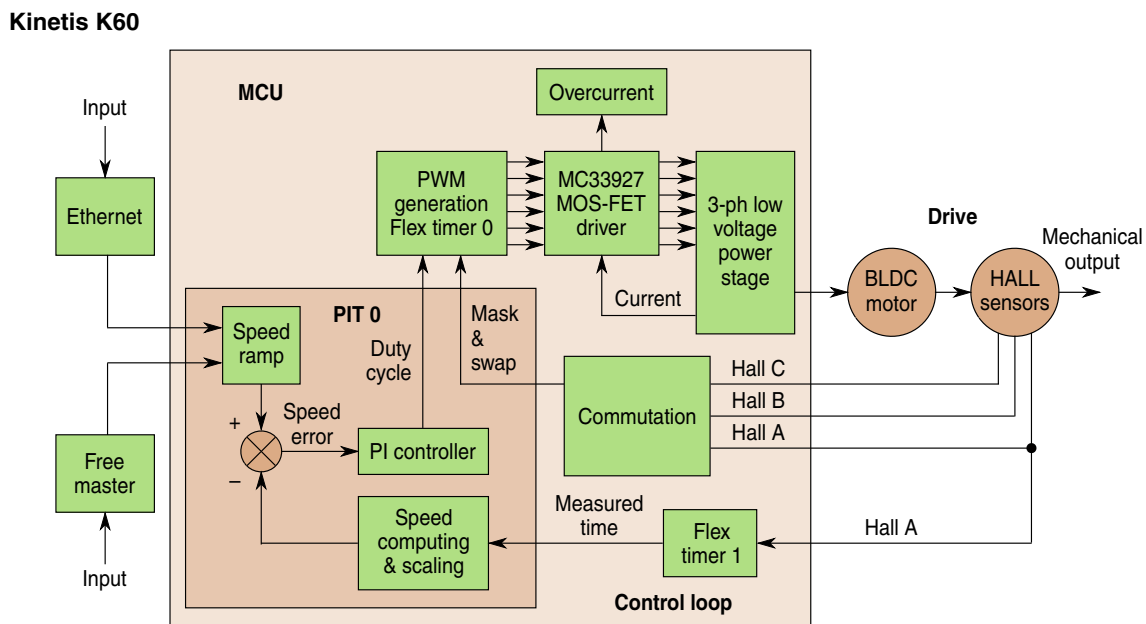 Kinetis K60
MCU
Input
Ethernet
Overcurrent
PWM
generation
Flex timer 0
MC33927
MOS-FET
driver
3-ph low
voltage
power
stage
Current
Drive
BLDC
motor
HALL
sensors
Mechanical
output
PIT 0
Speed
ramp
Duty
cycle
Mask
&
swap
Commutation
Hall C
Hall B
Hall A
+
Speed
error
−
PI controller
Free
master
Input
Speed
computing
& scaling
Measured
time
Flex
timer 1
Hall A
Control loop